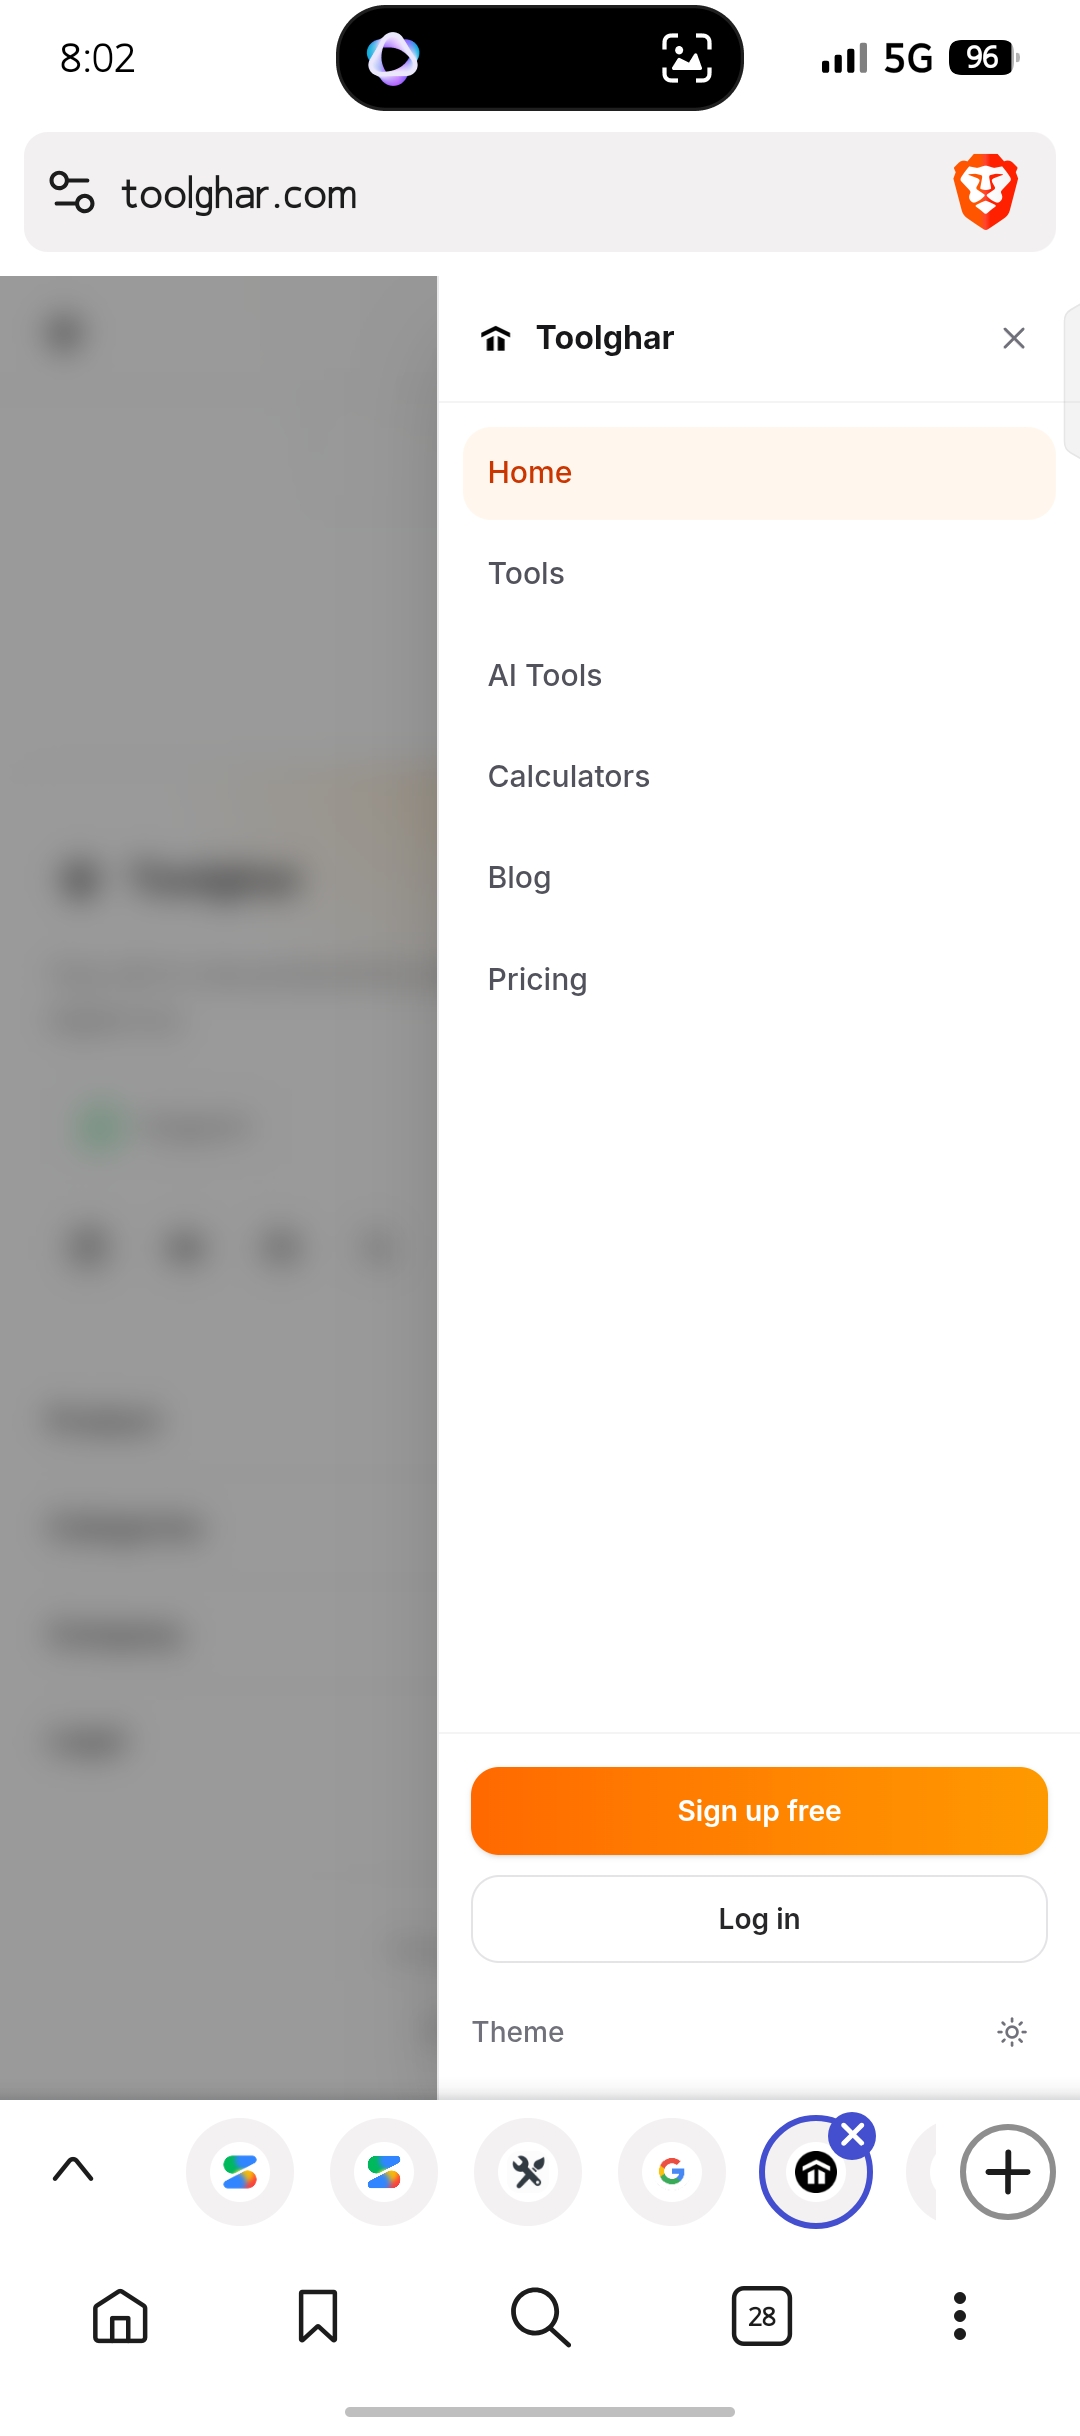 8:02
5G
96
toolghar.com
Toolghar
Home
Tools
AI Tools
Calculators
Blog
Pricing
Sign up free
Log in
Theme
28